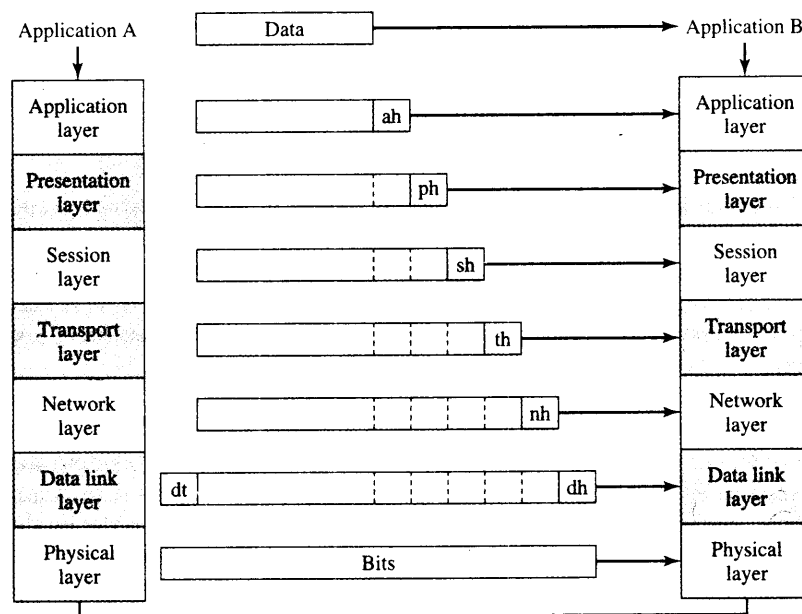 Application A
Data
Application B
Application
layer
ah
Application
layer
Presentation
layer
ph
Presentation
layer
Session
layer
sh
Session
layer
Transport
layer
th
Transport
layer
Network
layer
nh
Network
layer
Data link
layer
dt
dh
Data link
layer
Physical
layer
Bits
Physical
layer